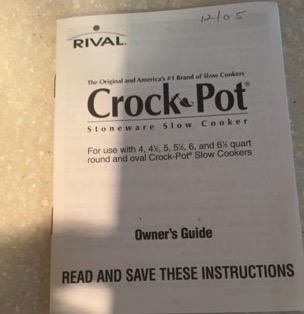 12/05
RIVAL®
The Original and America's #1 Brand of Slow Cookers
Crock-Pot®
Stoneware Slow Cooker
For use with 4, 4½, 5, 5½, 6, and 6½ quart
round and oval Crock-Pot® Slow Cookers
Owner's Guide
READ AND SAVE THESE INSTRUCTIONS